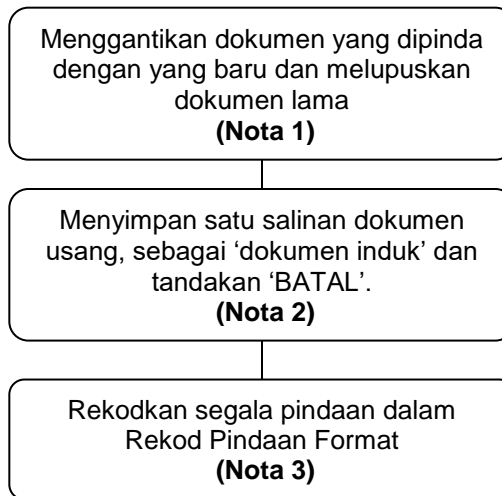 Menggantikan dokumen yang dipinda
dengan yang baru dan melupuskan
dokumen lama
(Nota 1)
Menyimpan satu salinan dokumen
usang, sebagai ‘dokumen induk’ dan
tandakan ‘BATAL’.
(Nota 2)
Rekodkan segala pindaan dalam
Rekod Pindaan Format
(Nota 3)